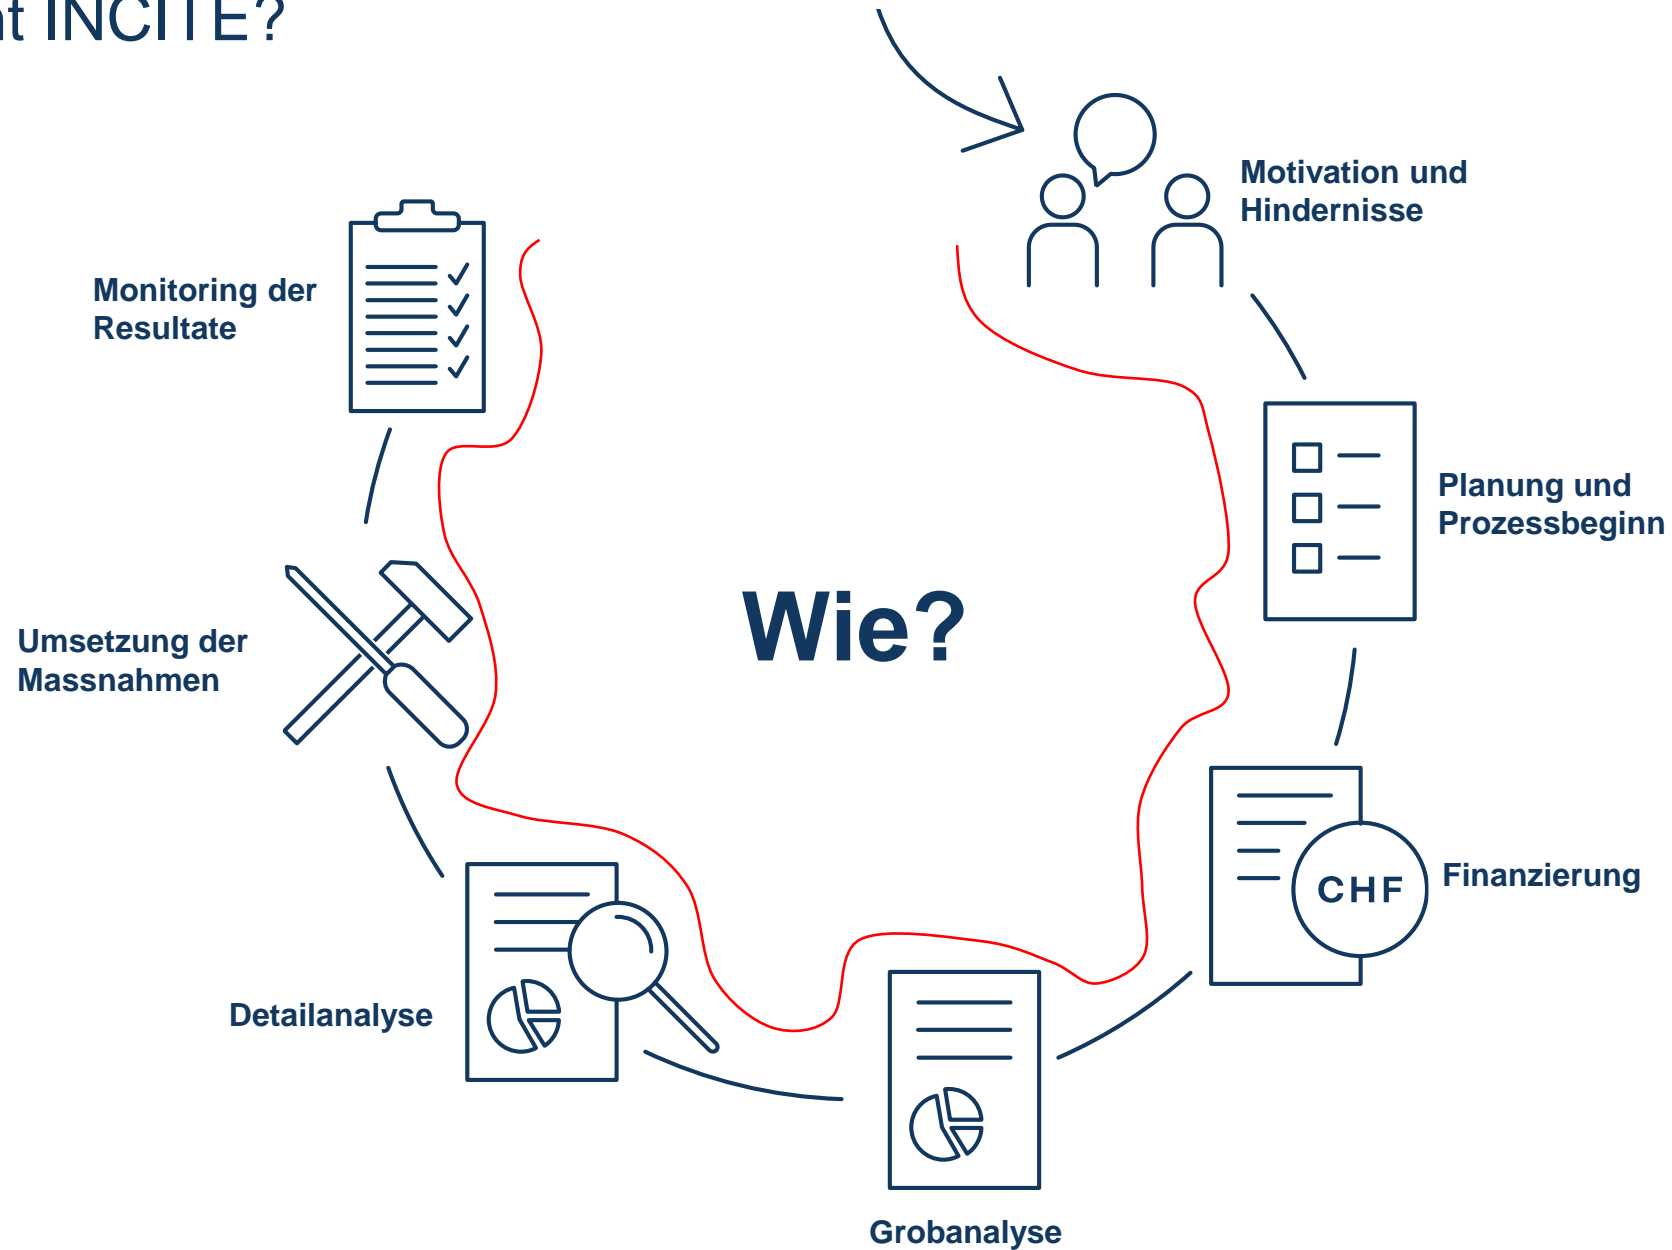 INCITE?
Motivation und
Hindernisse
Monitoring der
Resultate
Planung und
Prozessbeginn
Wie?
Umsetzung der
Massnahmen
CHF
Finanzierung
Detailanalyse
Grobanalyse